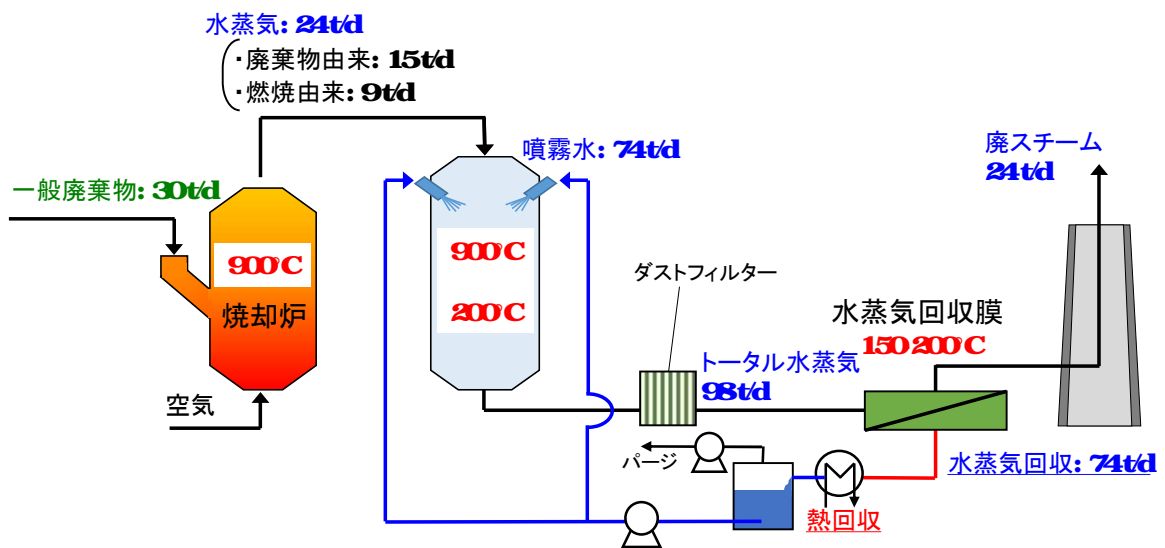 水蒸気: 24t/d
・廃棄物由来: 15t/d
・燃焼由来: 9t/d
噴霧水: 74t/d
廃スチーム
24t/d
一般廃棄物: 30t/d
900℃
焼却炉
空気
900℃
200℃
ダストフィルター
水蒸気回収膜
150 200℃
トータル水蒸気
98t/d
パージ
水蒸気回収: 74t/d
熱回収